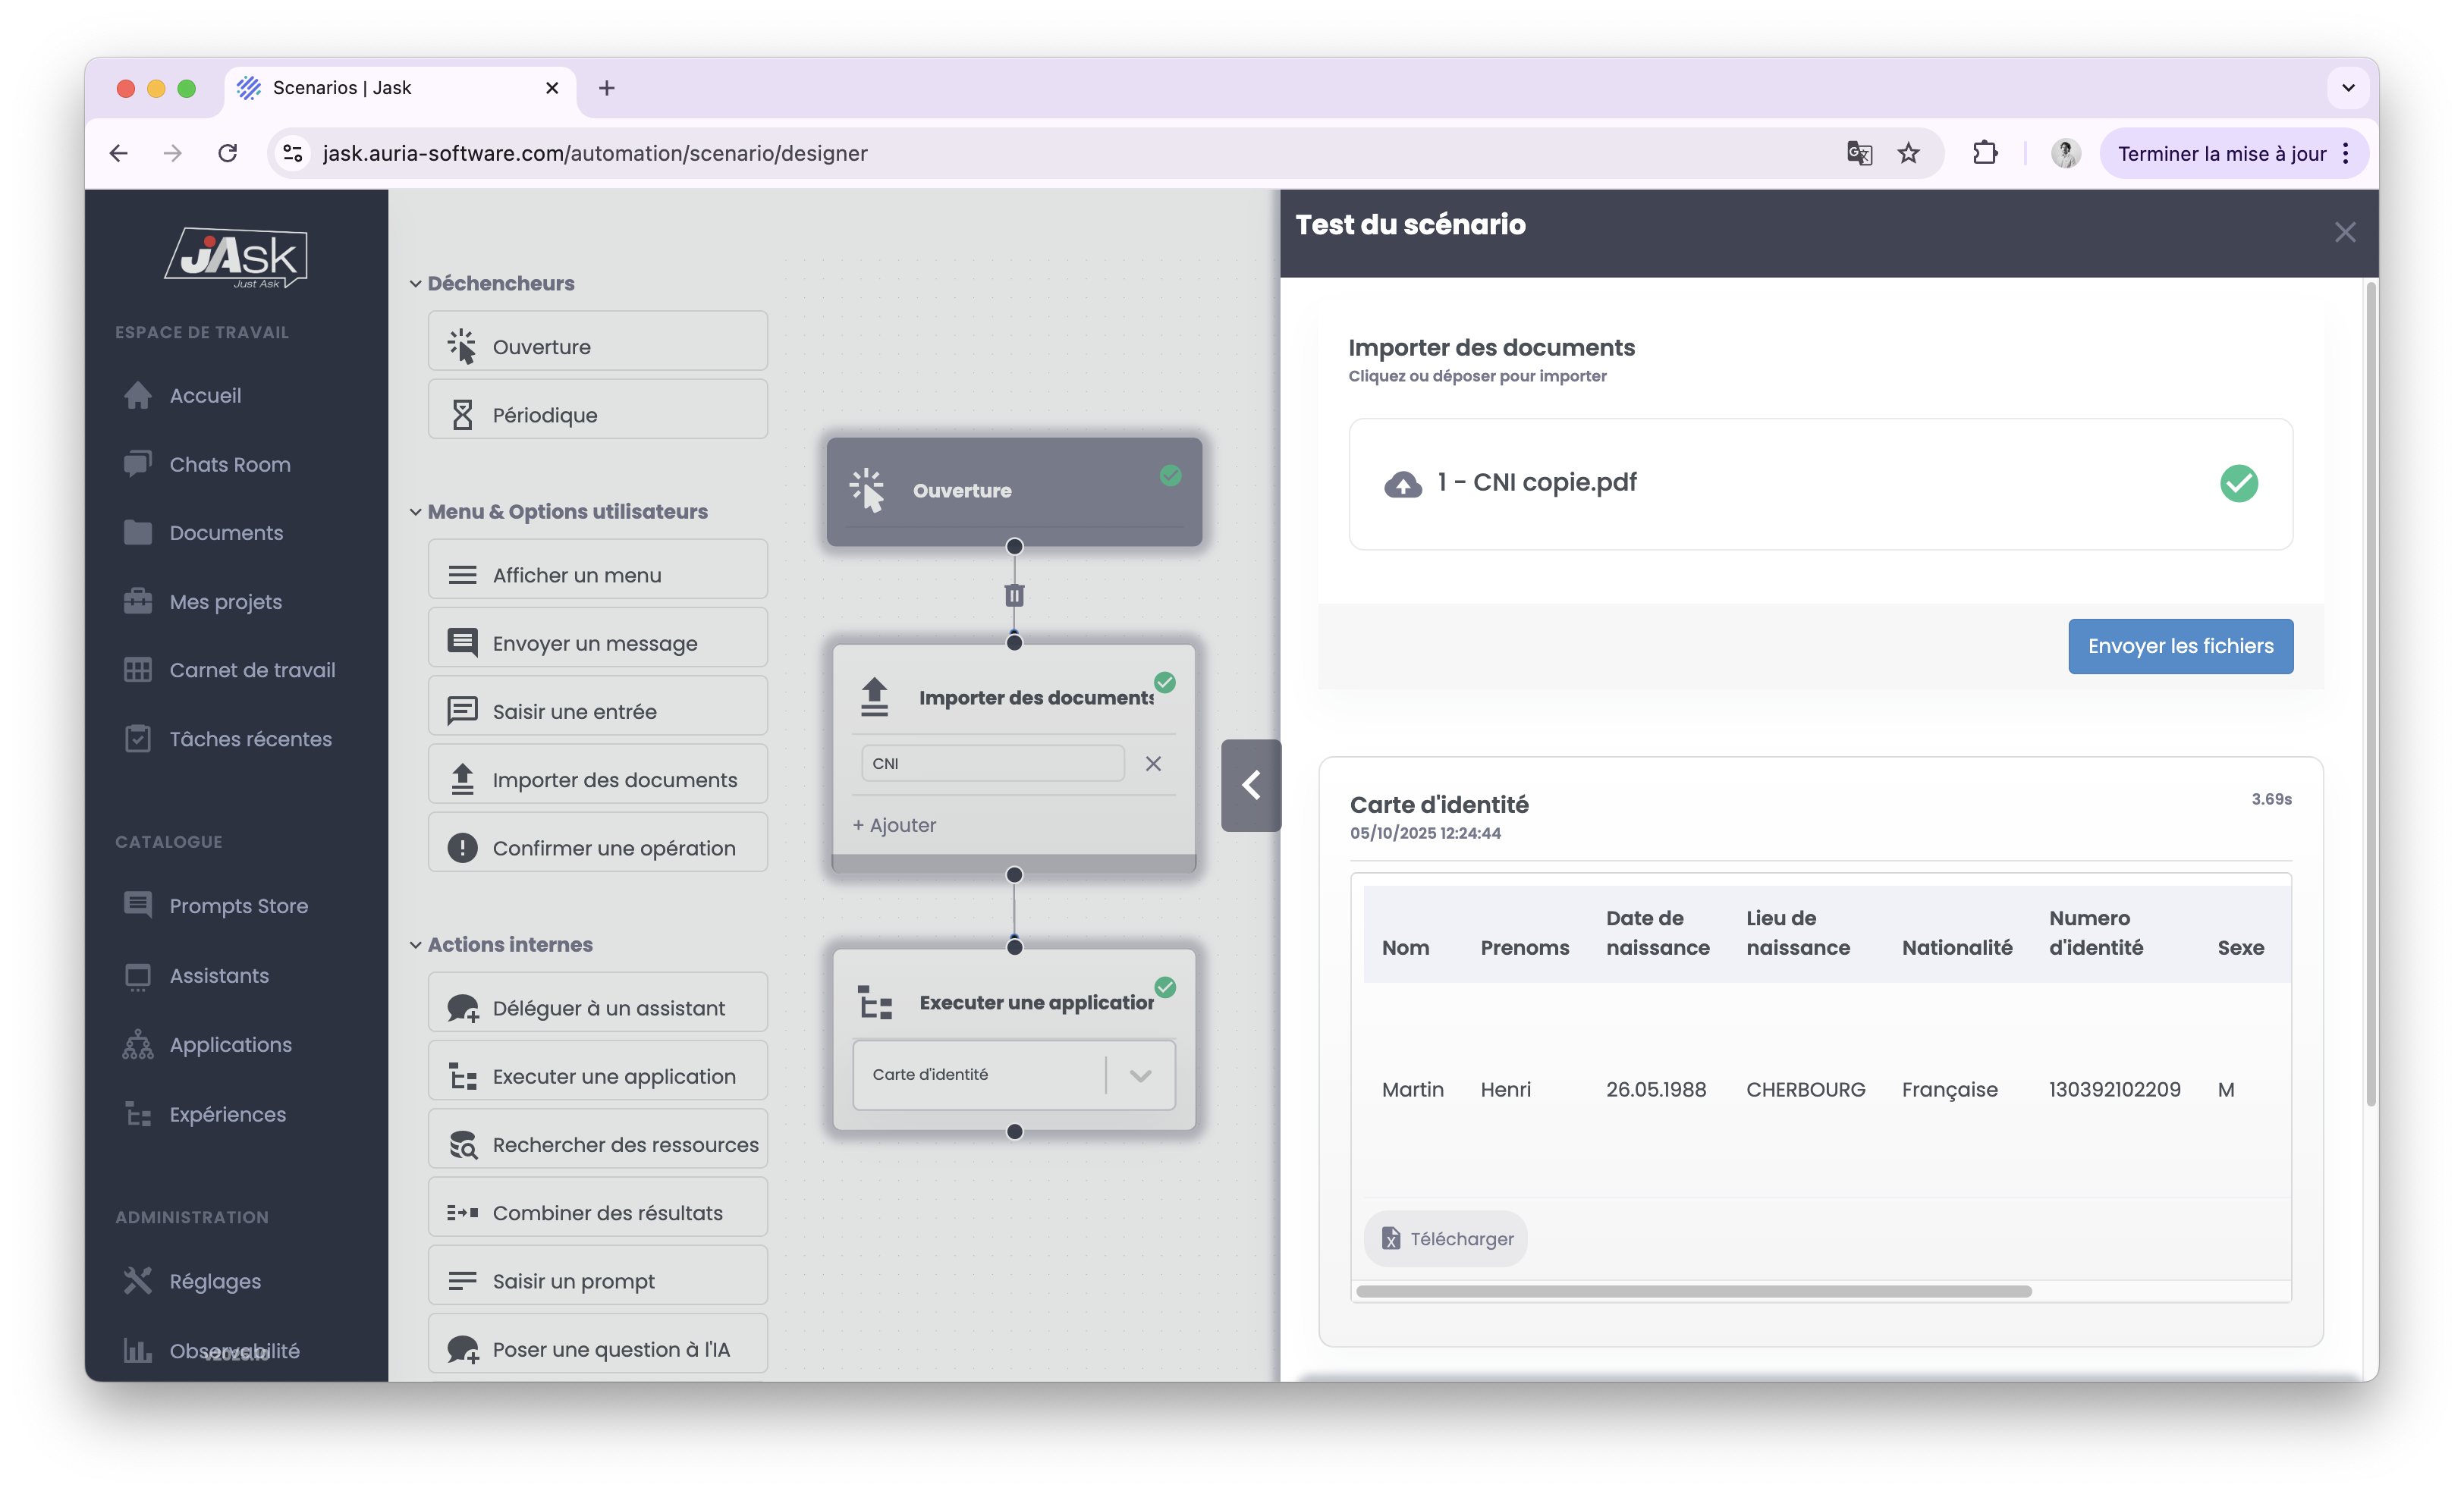 Scenarios | Jask
jask.auria-software.com/automation/scenario/designer
Terminer la mise à jour
jAsk
Just Ask
ESPACE DE TRAVAIL
Accueil
Chats Room
Documents
Mes projets
Carnet de travail
Tâches récentes
CATALOGUE
Prompts Store
Assistants
Applications
Expériences
ADMINISTRATION
Réglages
Observabilité
Déchencheurs
Ouverture
Périodique
Menu & Options utilisateurs
Afficher un menu
Envoyer un message
Saisir une entrée
Importer des documents
Confirmer une opération
Actions internes
Déléguer à un assistant
Executer une application
Rechercher des ressources
Combiner des résultats
Saisir un prompt
Poser une question à l'IA
Ouverture
Importer des documents
CNI
+ Ajouter
Executer une application
Carte d'identité
Test du scénario
Importer des documents
Cliquez ou déposer pour importer
1 - CNI copie.pdf
Envoyer les fichiers
Carte d'identité
3.69s
05/10/2025 12:24:44
Nom Prenoms Date de naissance Lieu de naissance Nationalité Numero d'identité Sexe
Martin Henri 26.05.1988 CHERBOURG Française 130392102209 M
Télécharger